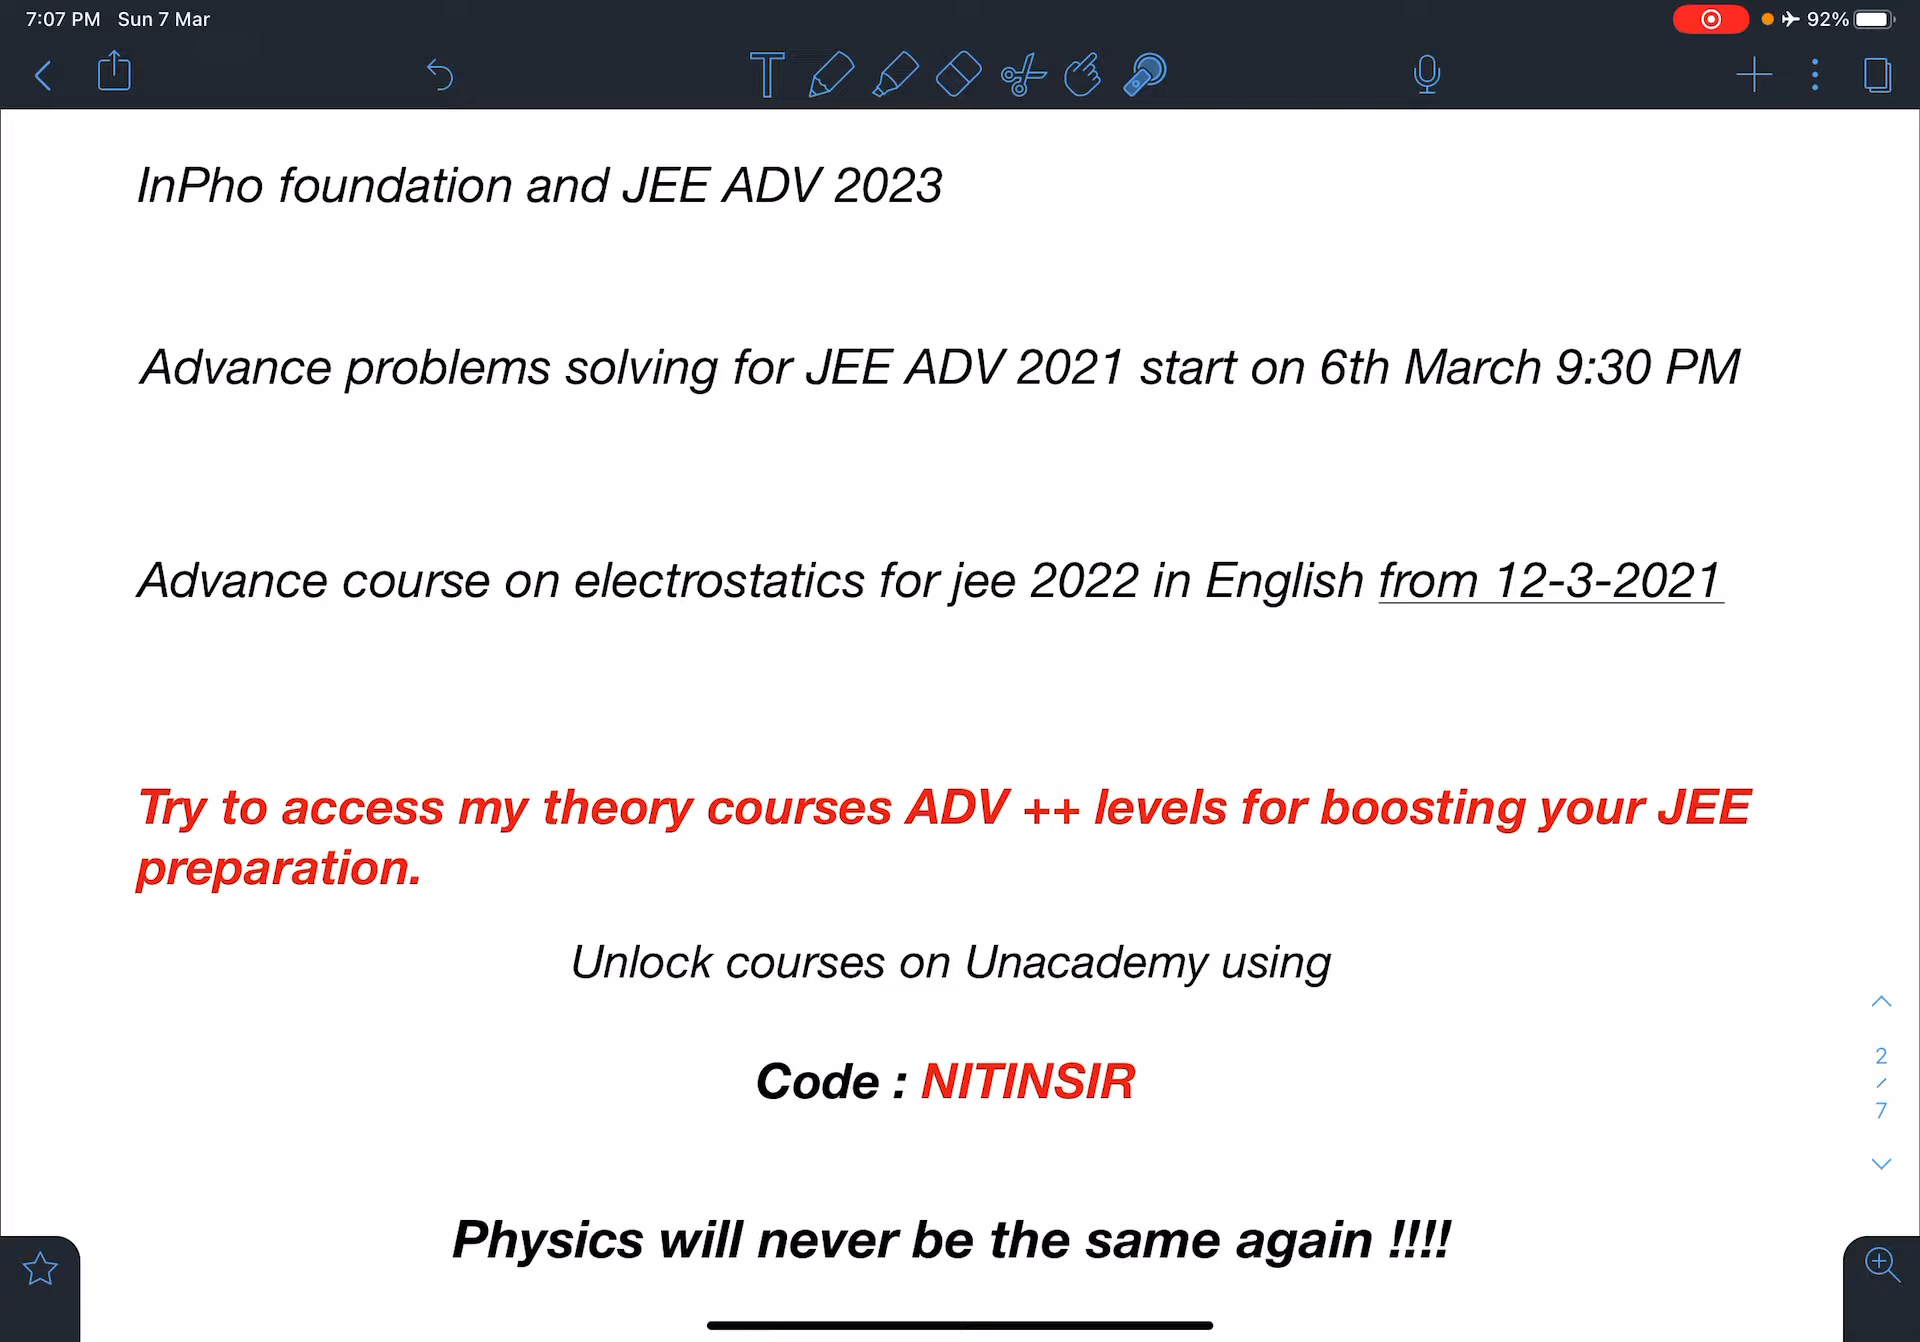 7:07 PM Sun 7 Mar
92%
InPho foundation and JEE ADV 2023
Advance problems solving for JEE ADV 2021 start on 6th March 9:30 PM
Advance course on electrostatics for jee 2022 in English from 12-3-2021
Try to access my theory courses ADV ++ levels for boosting your JEE
preparation.
Unlock courses on Unacademy using
Code : NITINSIR
2
/
7
Physics will never be the same again !!!!